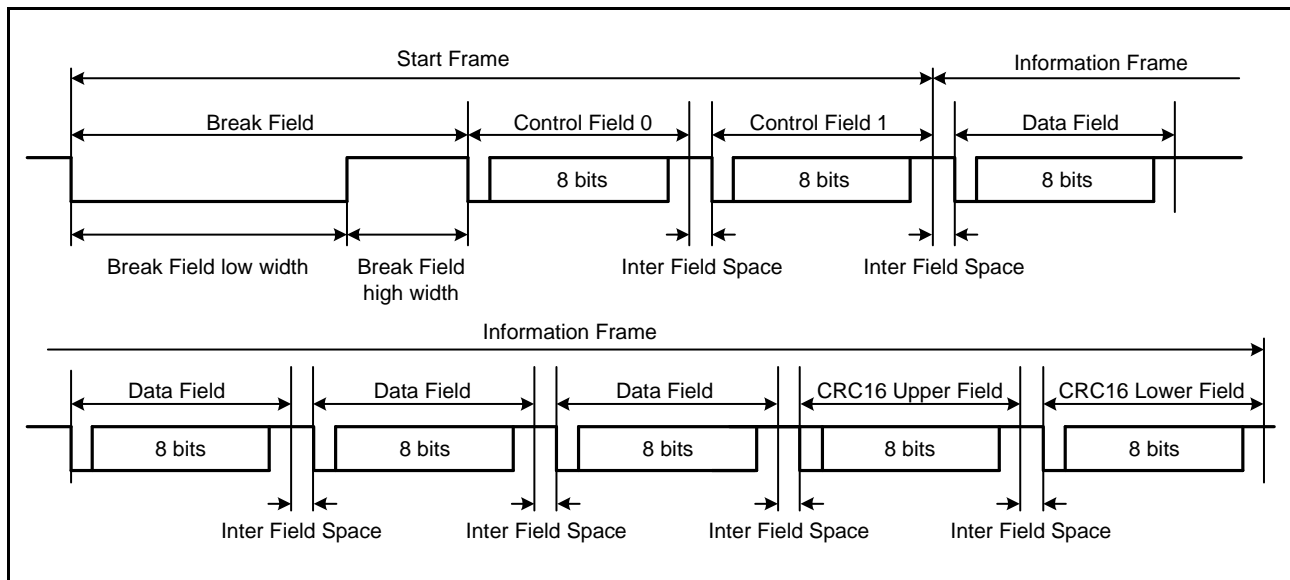 Start Frame
Information Frame
Break Field
Control Field 0
Control Field 1
Data Field
8 bits
8 bits
8 bits
Break Field low width
Break Field
high width
Inter Field Space
Inter Field Space
Information Frame
Data Field
Data Field
Data Field
CRC16 Upper Field
CRC16 Lower Field
8 bits
8 bits
8 bits
8 bits
8 bits
Inter Field Space
Inter Field Space
Inter Field Space
Inter Field Space